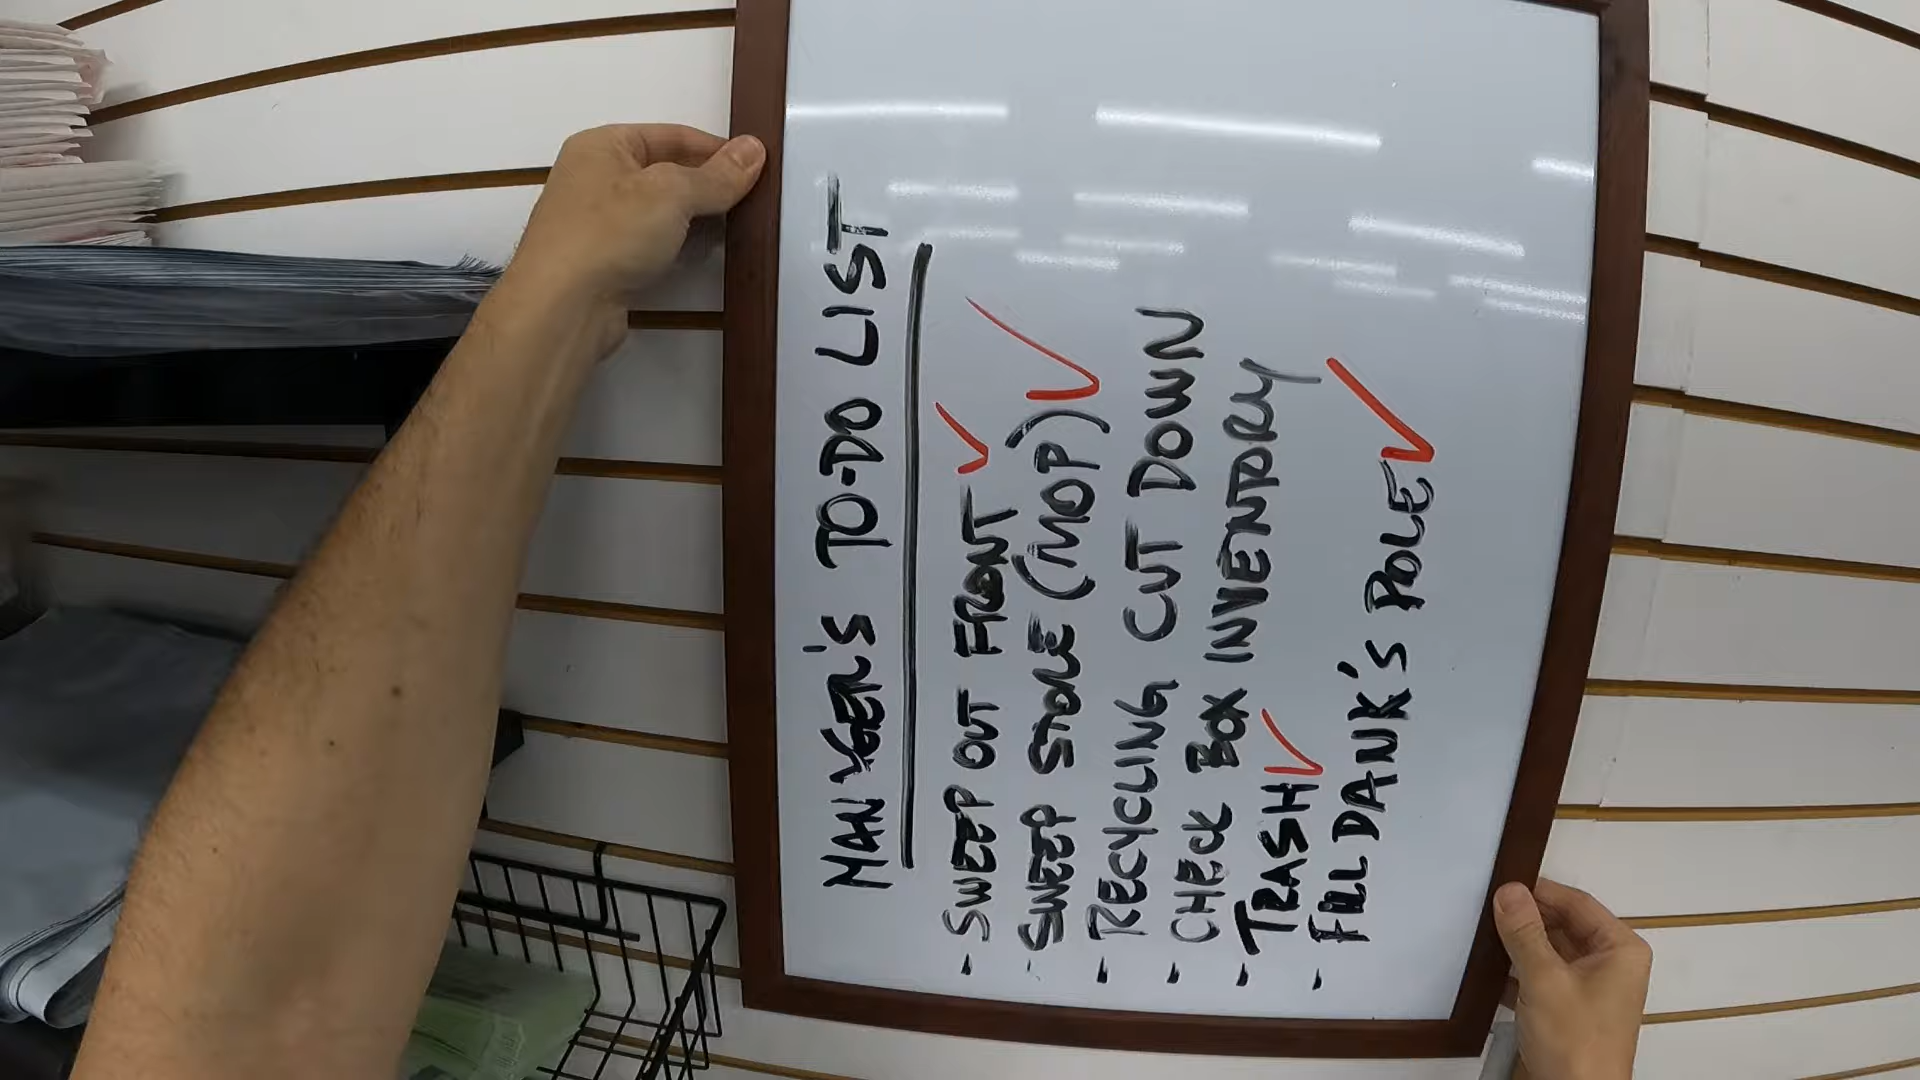 MANAGER'S TO-DO LIST
- SWEEP OUT FRONT ✓
- SWEEP STORE (MOP) ✓
- RECYCLING CUT DOWN
- CHECK BOX INVENTORY
- TRASH ✓
- FILL DANK'S POLE ✓